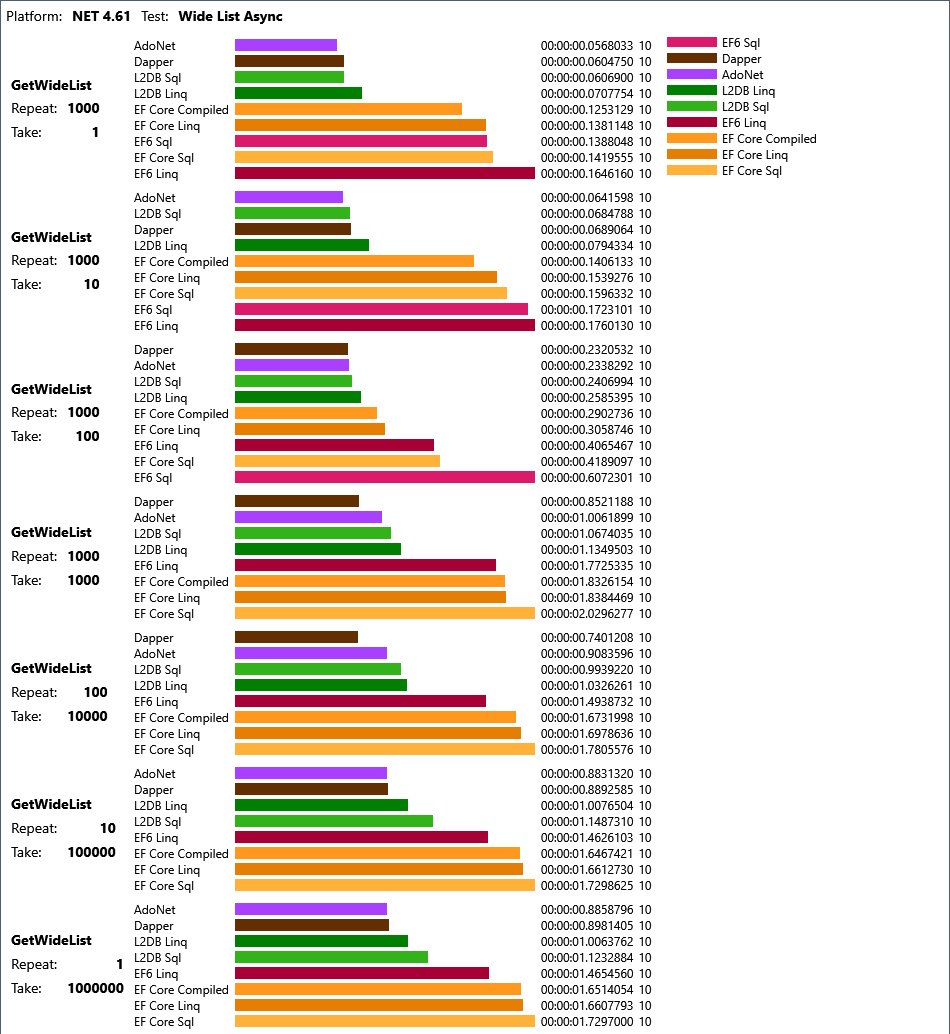 Platform: NET 4.61 Test: Wide List Async
GetWideList
Repeat: 1000
Take: 1
AdoNet 00:00:00.0568033 10
Dapper 00:00:00.0604750 10
L2DB Sql 00:00:00.0606900 10
L2DB Linq 00:00:00.0707754 10
EF Core Compiled 00:00:00.1253129 10
EF Core Linq 00:00:00.1381148 10
EF6 Sql 00:00:00.1388048 10
EF Core Sql 00:00:00.1419555 10
EF6 Linq 00:00:00.1646160 10
EF6 Sql
Dapper
AdoNet
L2DB Linq
L2DB Sql
EF6 Linq
EF Core Compiled
EF Core Linq
EF Core Sql
GetWideList
Repeat: 1000
Take: 10
AdoNet 00:00:00.0641598 10
L2DB Sql 00:00:00.0684788 10
Dapper 00:00:00.0689064 10
L2DB Linq 00:00:00.0794334 10
EF Core Compiled 00:00:00.1406133 10
EF Core Linq 00:00:00.1539276 10
EF Core Sql 00:00:00.1596332 10
EF6 Sql 00:00:00.1723101 10
EF6 Linq 00:00:00.1760130 10
GetWideList
Repeat: 1000
Take: 100
Dapper 00:00:00.2320532 10
AdoNet 00:00:00.2338292 10
L2DB Sql 00:00:00.2406994 10
L2DB Linq 00:00:00.2585395 10
EF Core Compiled 00:00:00.2902736 10
EF Core Linq 00:00:00.3058746 10
EF6 Linq 00:00:00.4065467 10
EF Core Sql 00:00:00.4189097 10
EF6 Sql 00:00:00.6072301 10
GetWideList
Repeat: 1000
Take: 1000
Dapper 00:00:00.8521188 10
AdoNet 00:00:01.0061899 10
L2DB Sql 00:00:01.0674035 10
L2DB Linq 00:00:01.1349503 10
EF6 Linq 00:00:01.7725335 10
EF Core Compiled 00:00:01.8326154 10
EF Core Linq 00:00:01.8384469 10
EF Core Sql 00:00:02.0296277 10
GetWideList
Repeat: 100
Take: 10000
Dapper 00:00:00.7401208 10
AdoNet 00:00:00.9083596 10
L2DB Sql 00:00:00.9939220 10
L2DB Linq 00:00:01.0326261 10
EF6 Linq 00:00:01.4938732 10
EF Core Compiled 00:00:01.6731998 10
EF Core Linq 00:00:01.6978636 10
EF Core Sql 00:00:01.7805576 10
GetWideList
Repeat: 10
Take: 100000
AdoNet 00:00:00.8831320 10
Dapper 00:00:00.8892585 10
L2DB Linq 00:00:01.0076504 10
L2DB Sql 00:00:01.1487310 10
EF6 Linq 00:00:01.4626103 10
EF Core Compiled 00:00:01.6467421 10
EF Core Linq 00:00:01.6612730 10
EF Core Sql 00:00:01.7298625 10
GetWideList
Repeat: 1
Take: 1000000
AdoNet 00:00:00.8858796 10
Dapper 00:00:00.8981405 10
L2DB Linq 00:00:01.0063762 10
L2DB Sql 00:00:01.1232884 10
EF6 Linq 00:00:01.4654560 10
EF Core Compiled 00:00:01.6514054 10
EF Core Linq 00:00:01.6607793 10
EF Core Sql 00:00:01.7297000 10